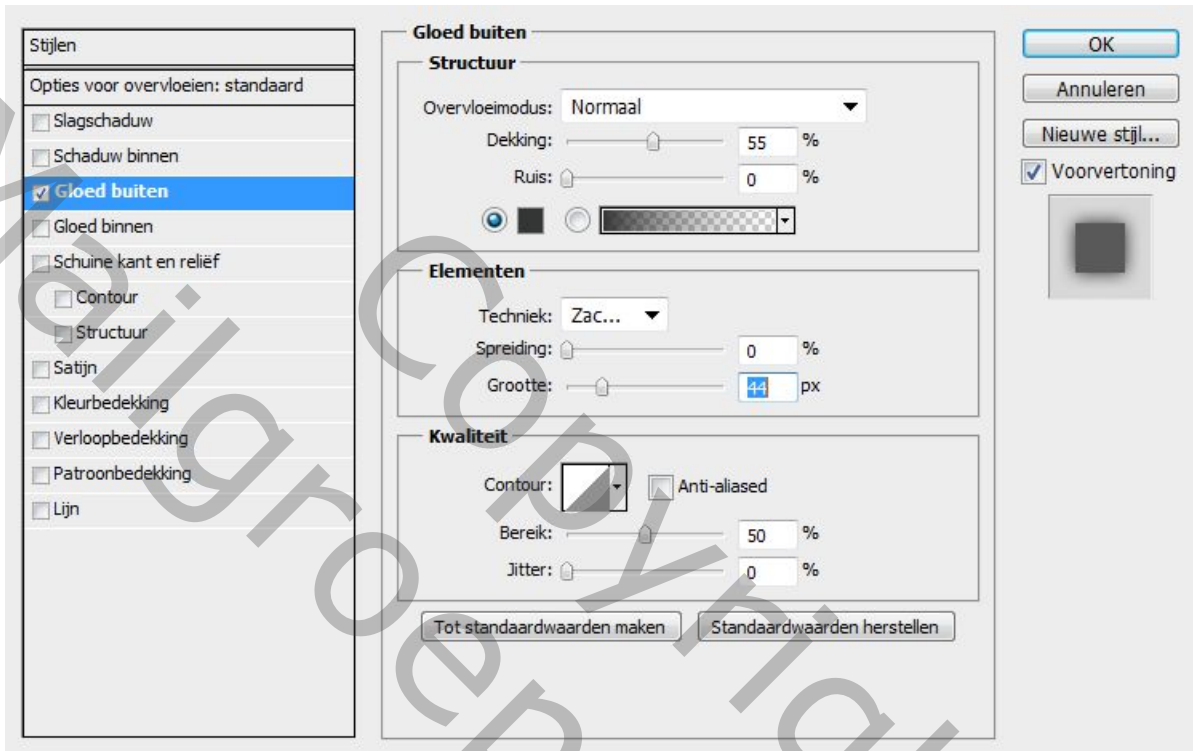 Stijlen
Opties voor overvloeien: standaard
Slagschaduw
Schaduw binnen
Gloed buiten
Gloed binnen
Schuine kant en reliëf
Contour
Structuur
Satijn
Kleurbedekking
Verloopbedekking
Patroonbedekking
Lijn
Gloed buiten
Structuur
Overvloeimodus: Normaal
Dekking: 55 %
Ruis: 0 %
Elementen
Techniek: Zac...
Spreiding: 0 %
Grootte: 44 px
Kwaliteit
Contour: Anti-aliased
Bereik: 50 %
Jitter: 0 %
Tot standaardwaarden maken Standaardwaarden herstellen
OK
Annuleren
Nieuwe stijl...
Voorvertoning